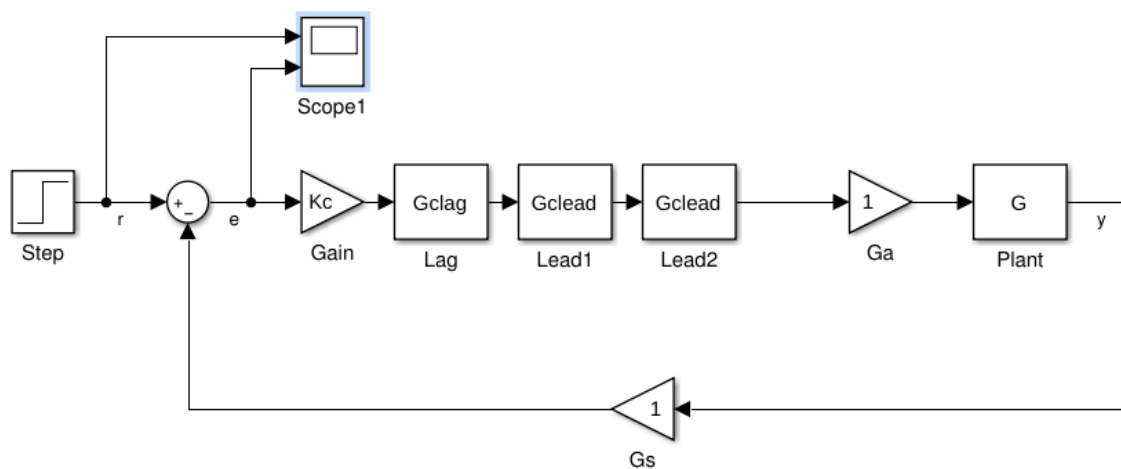 Scope1
Kc
Gclag
Gclead
Gclead
1
G
r
e
y
Step
Gain
Lag
Lead1
Lead2
Ga
Plant
1
Gs